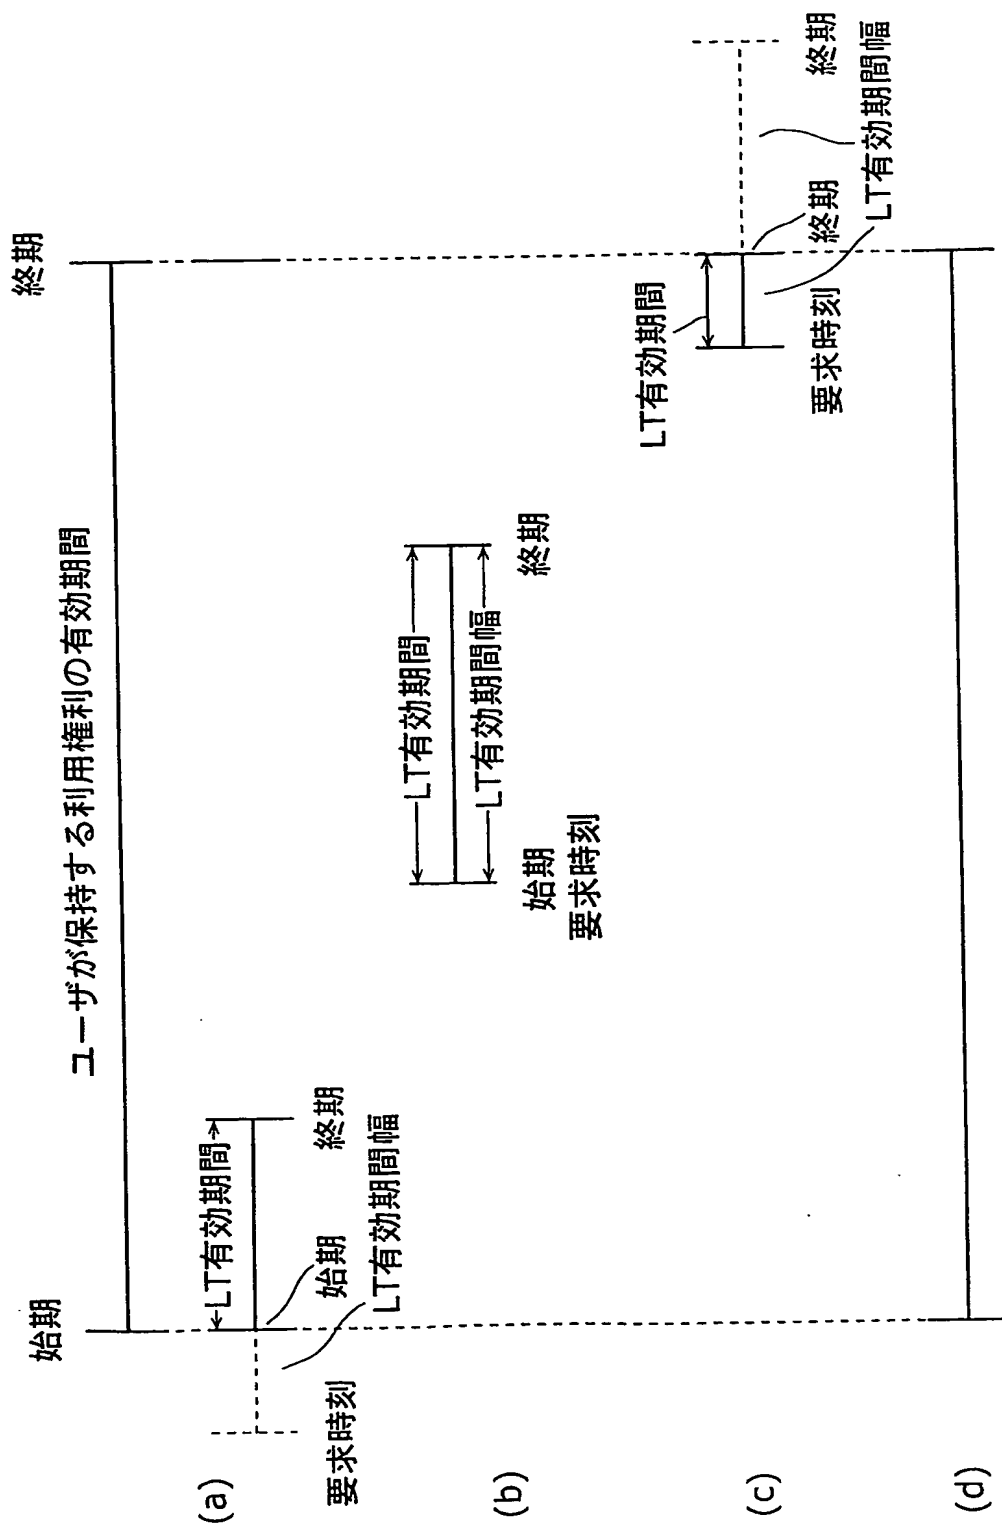 始期
終期
ユーザが保持する利用権利の有効期間
(a)
LT有効期間
要求時刻
始期
終期
LT有効期間幅
(b)
LT有効期間
LT有効期間幅
始期
要求時刻
終期
(c)
LT有効期間
要求時刻
終期
終期
LT有効期間幅
(d)